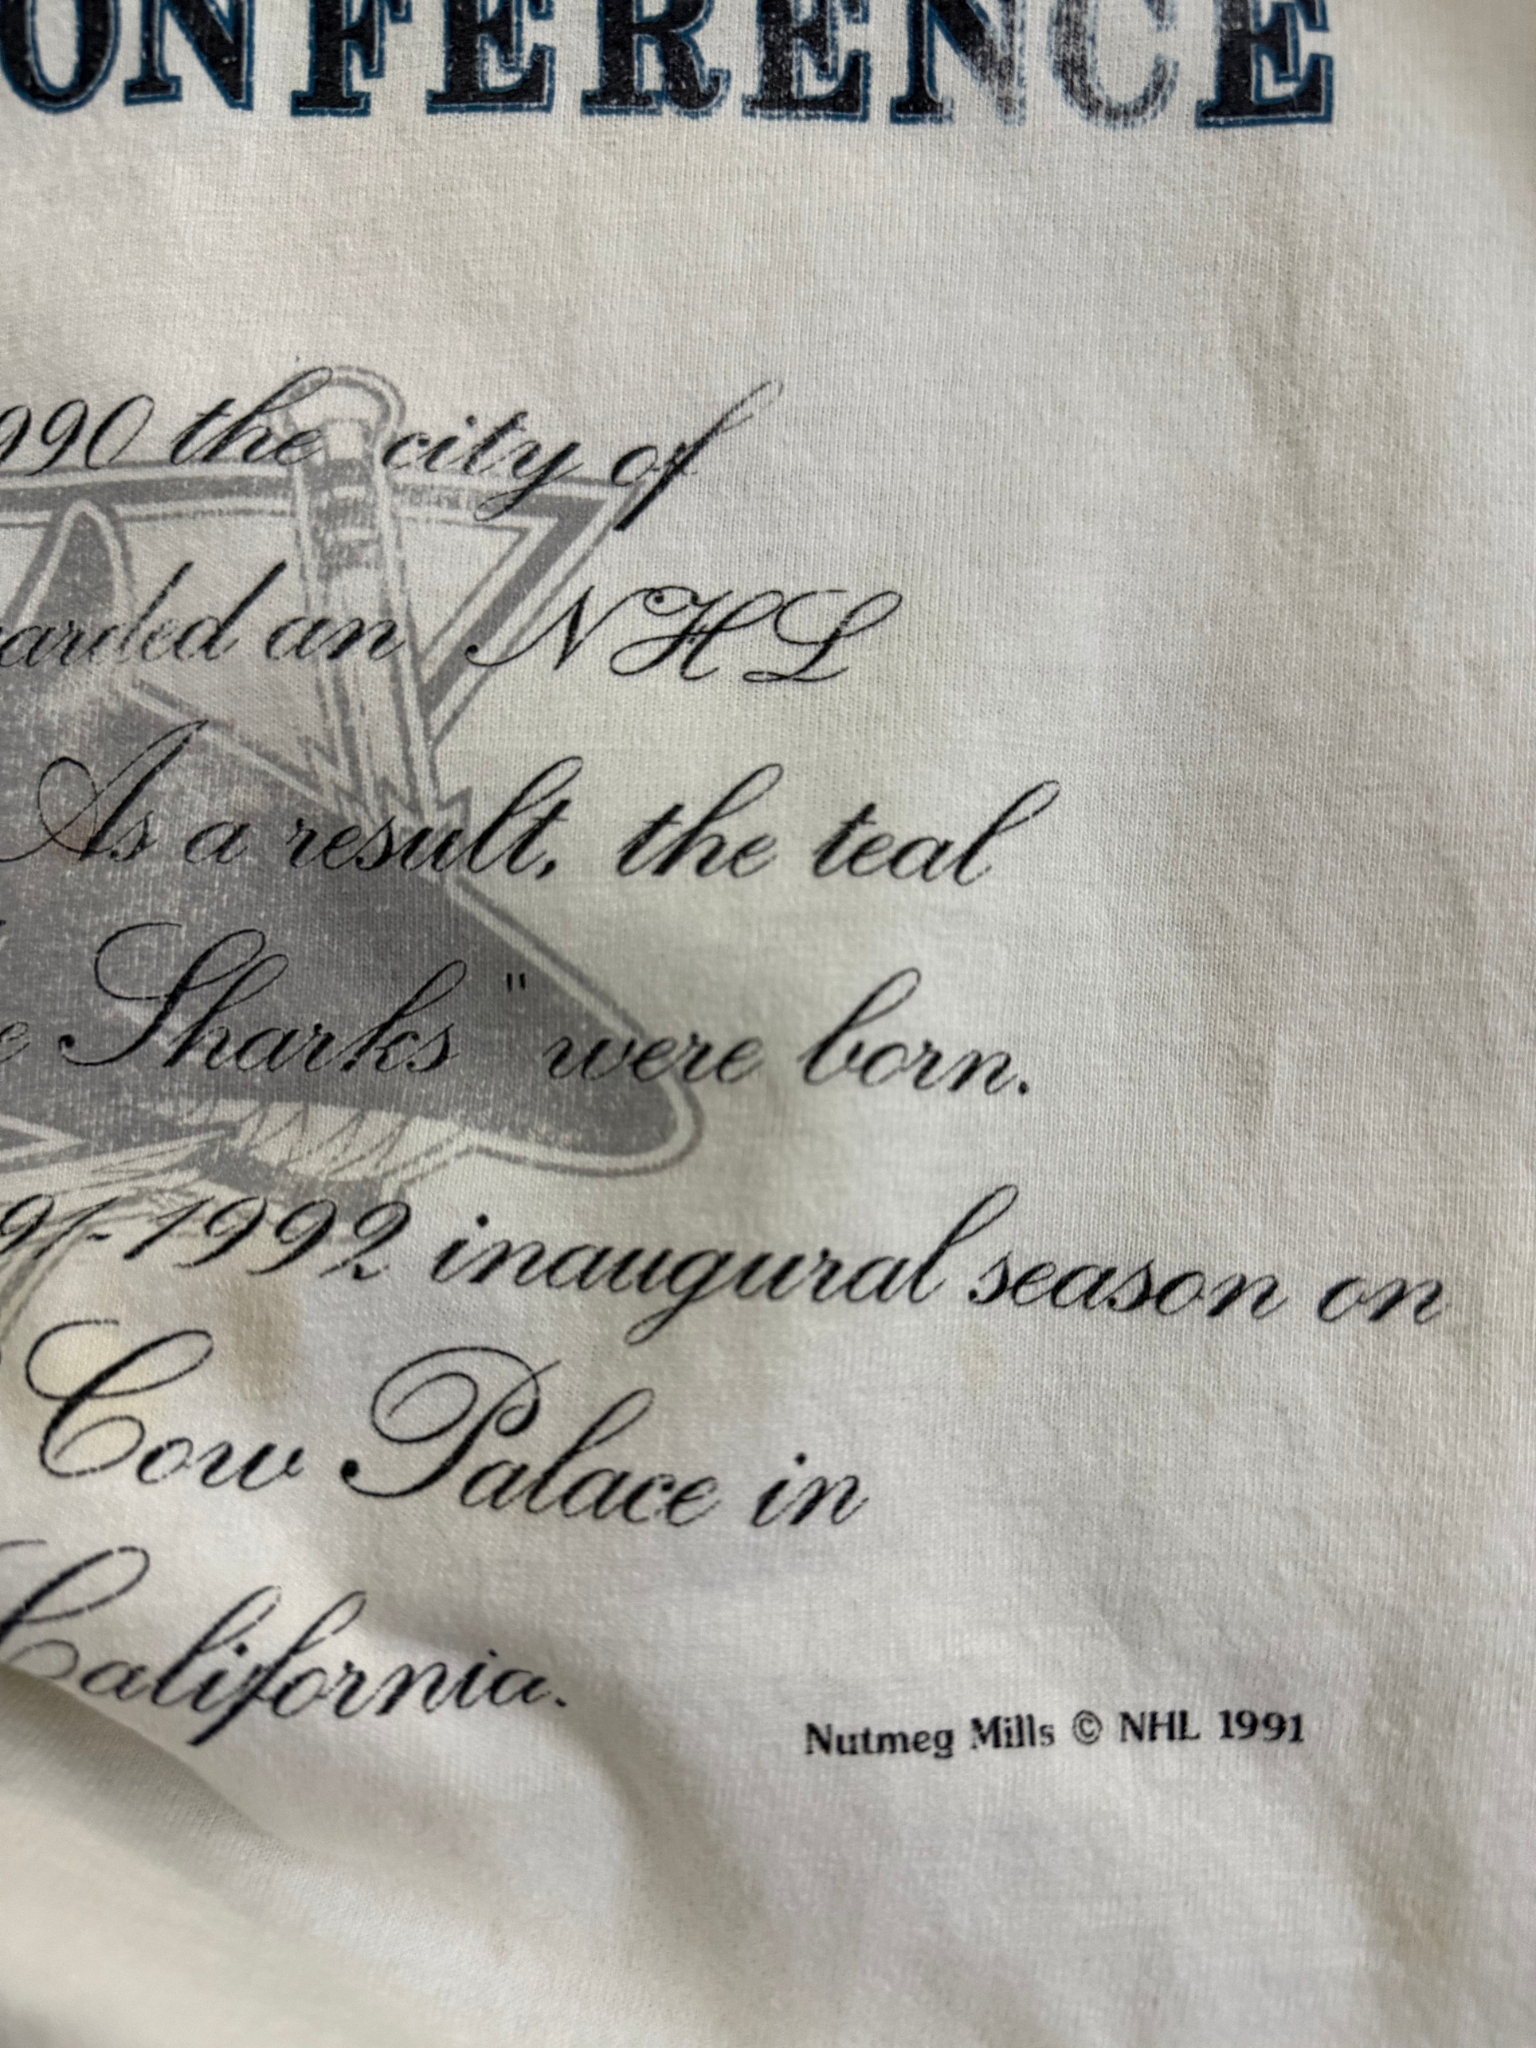 ONFERENCE
990 the city of
arded an NHL
As a result, the teal
e Sharks" were born.
91-1992 inaugural season on
Cow Palace in
California.
Nutmeg Mills © NHL 1991